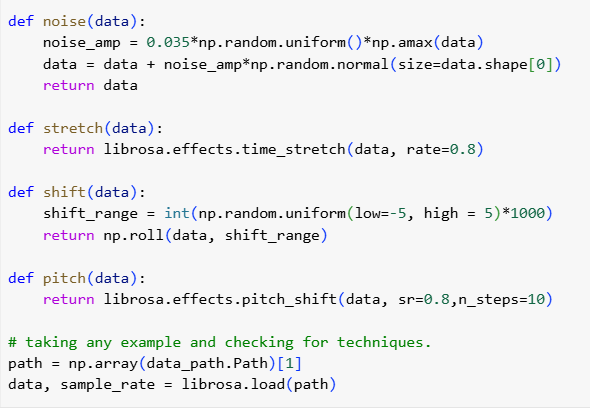 def noise(data):
    noise_amp = 0.035*np.random.uniform()*np.amax(data)
    data = data + noise_amp*np.random.normal(size=data.shape[0])
    return data

def stretch(data):
    return librosa.effects.time_stretch(data, rate=0.8)

def shift(data):
    shift_range = int(np.random.uniform(low=-5, high = 5)*1000)
    return np.roll(data, shift_range)

def pitch(data):
    return librosa.effects.pitch_shift(data, sr=0.8,n_steps=10)

# taking any example and checking for techniques.
path = np.array(data_path.Path)[1]
data, sample_rate = librosa.load(path)